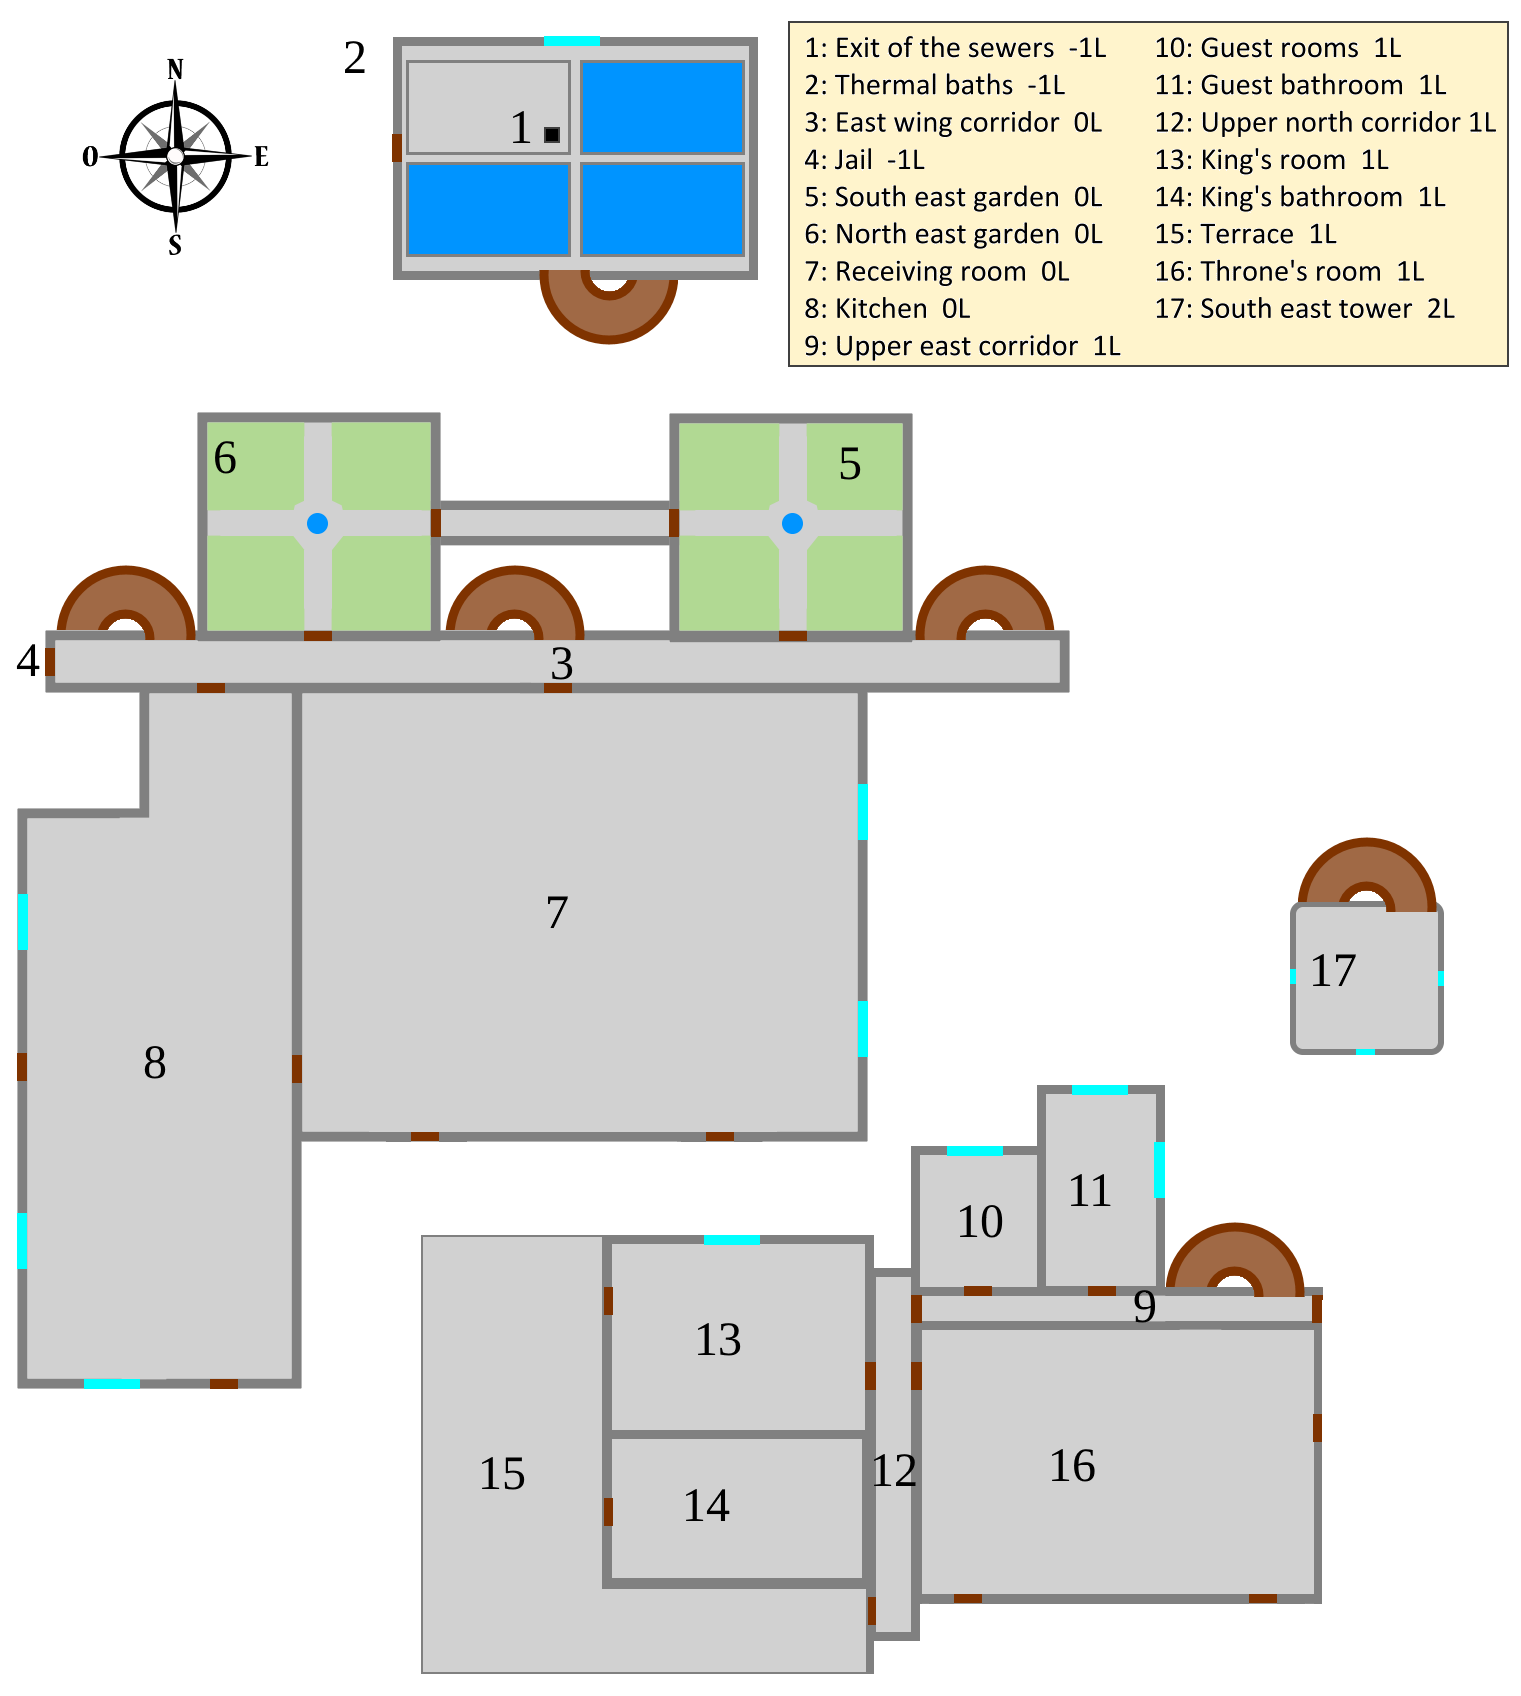 2
1
N
O
E
S
1: Exit of the sewers -1L
2: Thermal baths -1L
3: East wing corridor 0L
4: Jail -1L
5: South east garden 0L
6: North east garden 0L
7: Receiving room 0L
8: Kitchen 0L
9: Upper east corridor 1L
10: Guest rooms 1L
11: Guest bathroom 1L
12: Upper north corridor 1L
13: King's room 1L
14: King's bathroom 1L
15: Terrace 1L
16: Throne's room 1L
17: South east tower 2L
6
5
4
3
7
8
17
10
11
9
13
12
16
15
14